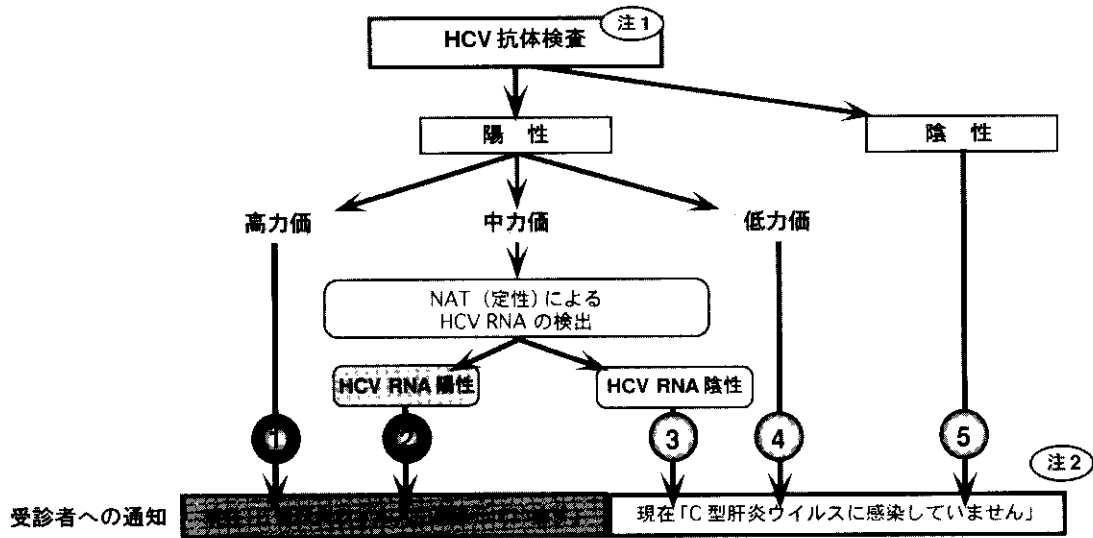 HCV 抗体検査
注1
陽 性
陰 性
高力価
中力価
低力価
NAT (定性) による
HCV RNA の検出
HCV RNA 陽性
HCV RNA 陰性
1
2
3
4
5
注2
受診者への通知
現在「C 型肝炎ウイルスに感染していません」